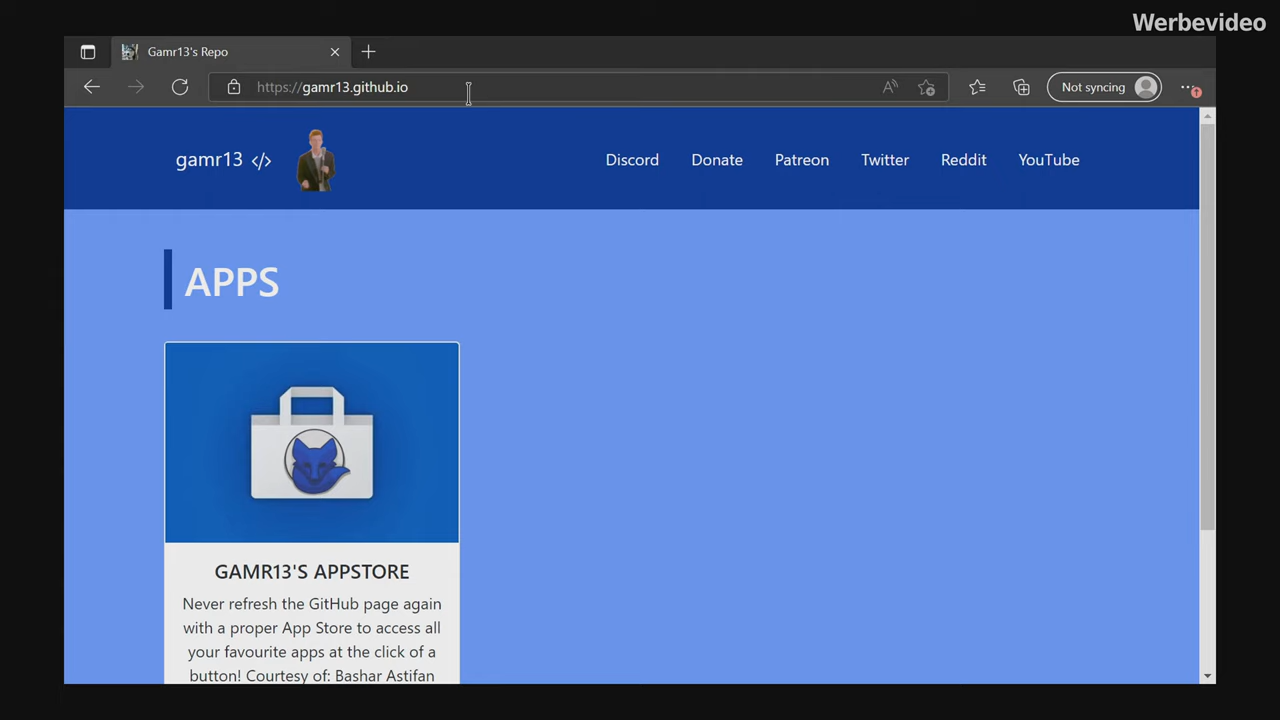 Werbevideo
Gamr13's Repo
https://gamr13.github.io
Not syncing
gamr13 </>
Discord
Donate
Patreon
Twitter
Reddit
YouTube
APPS
GAMR13'S APPSTORE
Never refresh the GitHub page again
with a proper App Store to access all
your favourite apps at the click of a
button! Courtesy of: Bashar Astifan